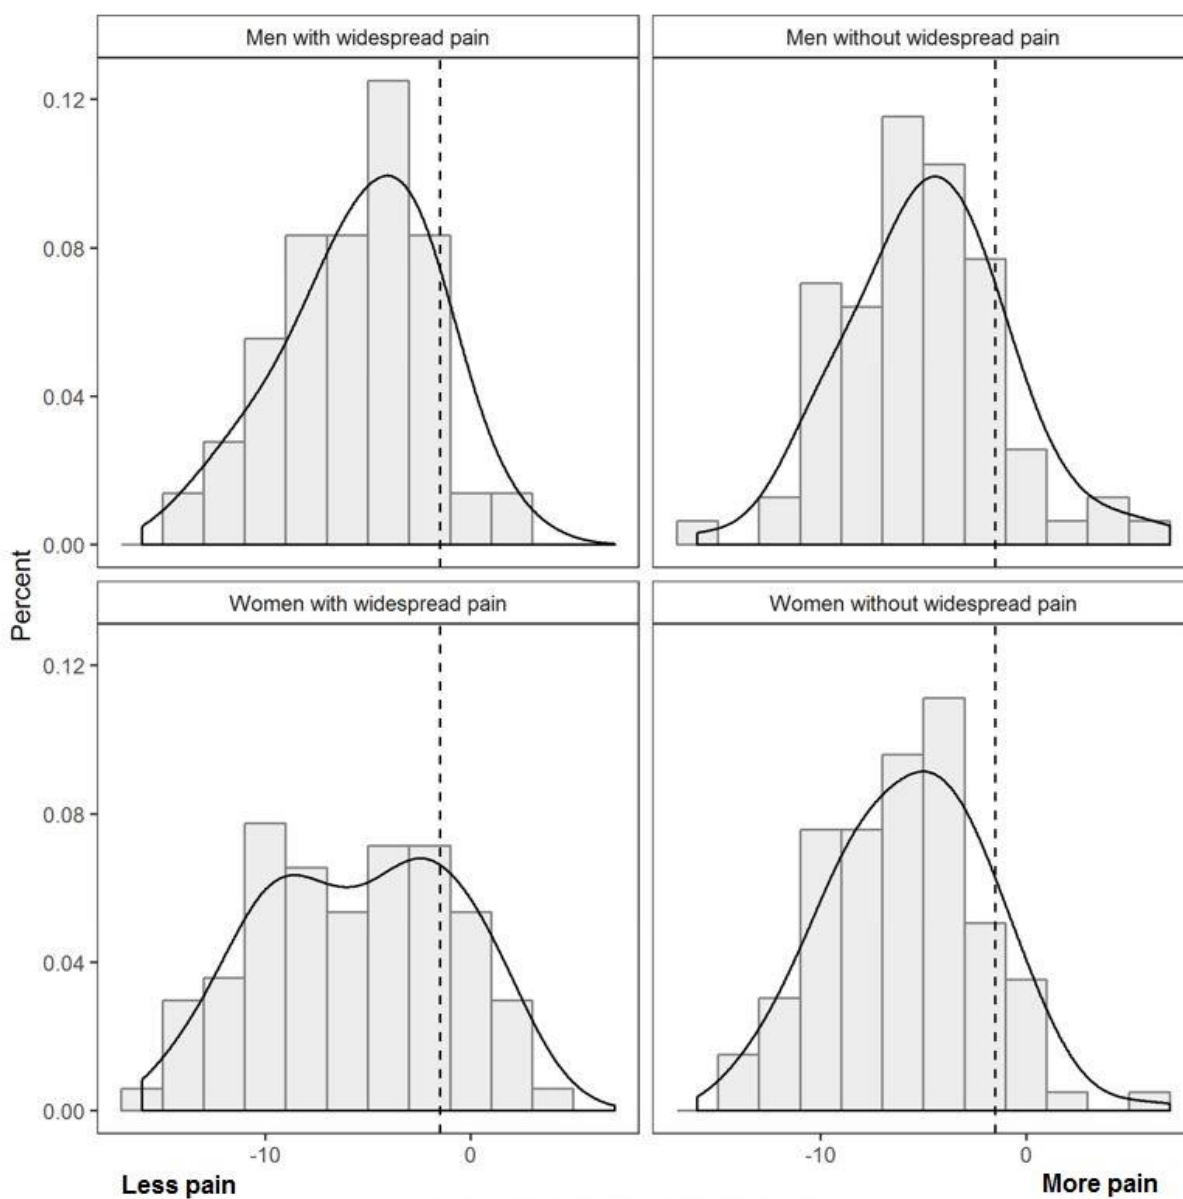 Men with widespread pain
Men without widespread pain
0.12
0.08
0.04
0.00
Percent
Women with widespread pain
Women without widespread pain
0.12
0.08
0.04
0.00
-10
0
-10
0
Less pain
More pain